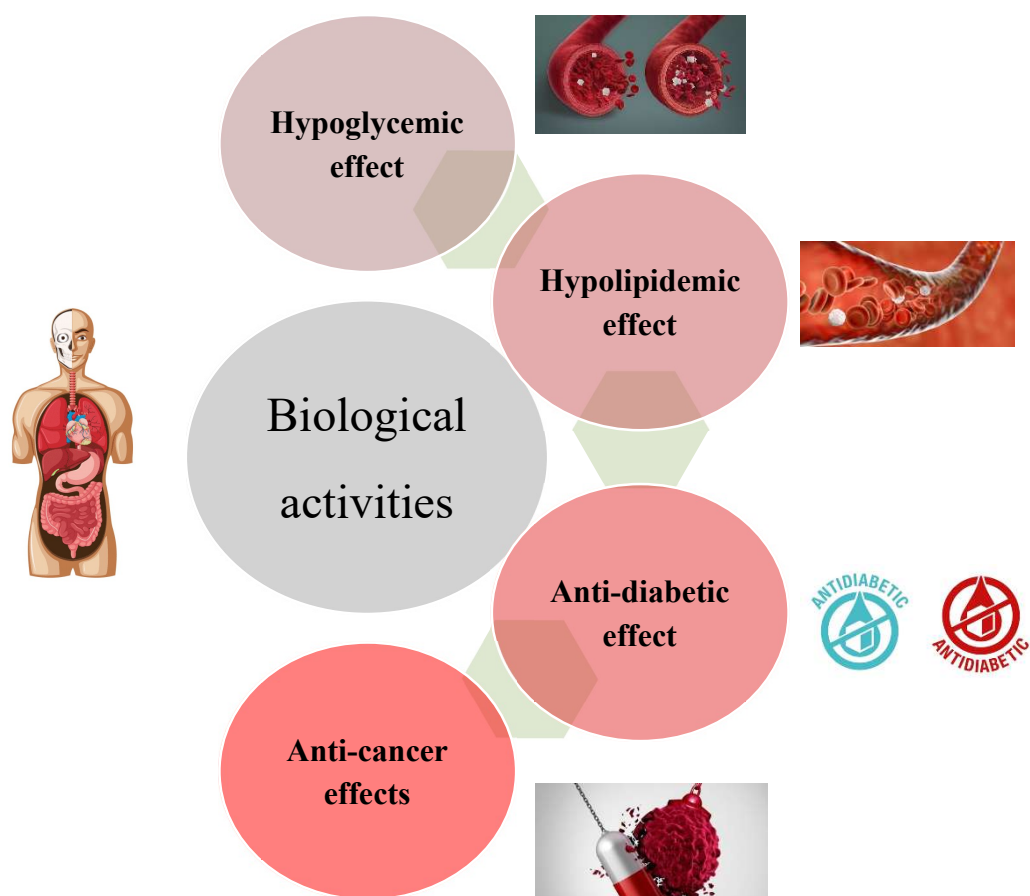 Hypoglycemic
effect
Hypolipidemic
effect
Biological
activities
Anti-diabetic
effect
ANTIDIABETIC
ANTIDIABETIC
Anti-cancer
effects